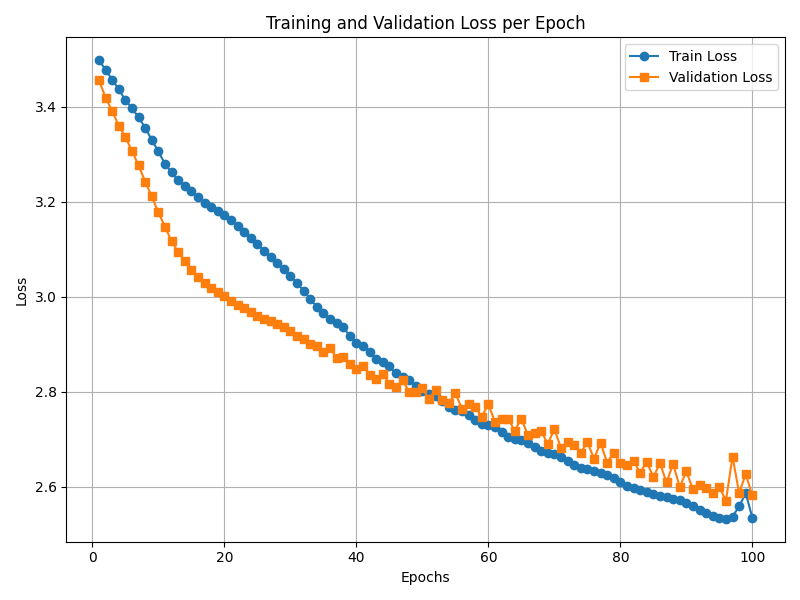 Training and Validation Loss per Epoch
Train Loss
Validation Loss
3.4
3.2
3.0
2.8
2.6
Loss
0 20 40 60 80 100
Epochs